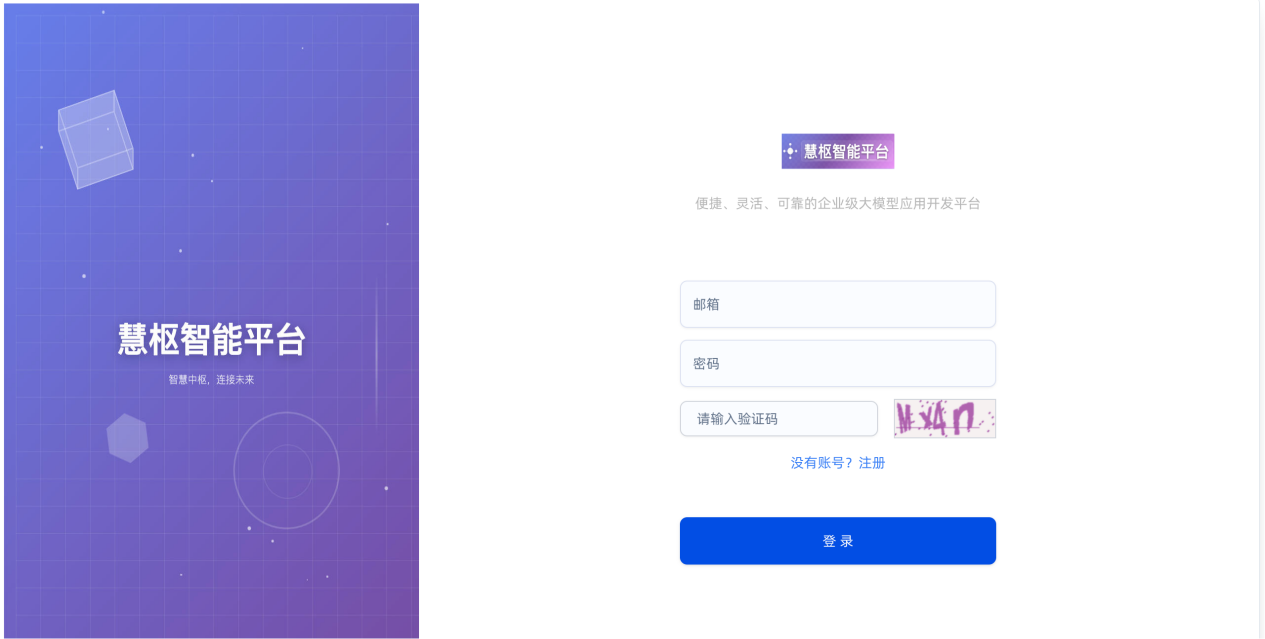 慧枢智能平台
智慧中枢，连接未来
慧枢智能平台
便捷、灵活、可靠的企业级大模型应用开发平台
邮箱
密码
请输入验证码
没有账号？注册
登 录